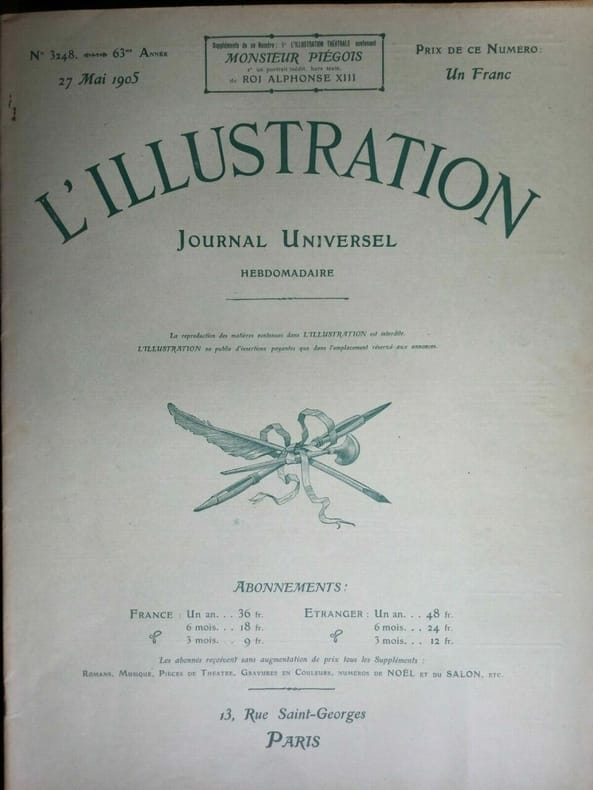 N° 3248. 63me Année
27 Mai 1905
Suppléments de ce Numéro: 1° L'ILLUSTRATION THÉÂTRALE contenant
MONSIEUR PIÉGOIS
2° un portrait inédit, hors texte,
du ROI ALPHONSE XIII
Prix de ce Numéro:
Un Franc
L'ILLUSTRATION
Journal Universel
HEBDOMADAIRE
La reproduction des matières contenues dans L'ILLUSTRATION est interdite.
L'ILLUSTRATION ne publie d'insertions payantes que dans l'emplacement réservé aux annonces.
ABONNEMENTS:
France : Un an. . . 36 fr.
6 mois. . . 18 fr.
3 mois. . . 9 fr.
Etranger : Un an. . . 48 fr.
6 mois. . . 24 fr.
3 mois. . . 12 fr.
Les abonnés reçoivent sans augmentation de prix tous les Suppléments :
Romans, Musique, Pièces de Théatre, Gravures en Couleurs, numéros de NOËL et du SALON, etc.
13, Rue Saint-Georges
Paris